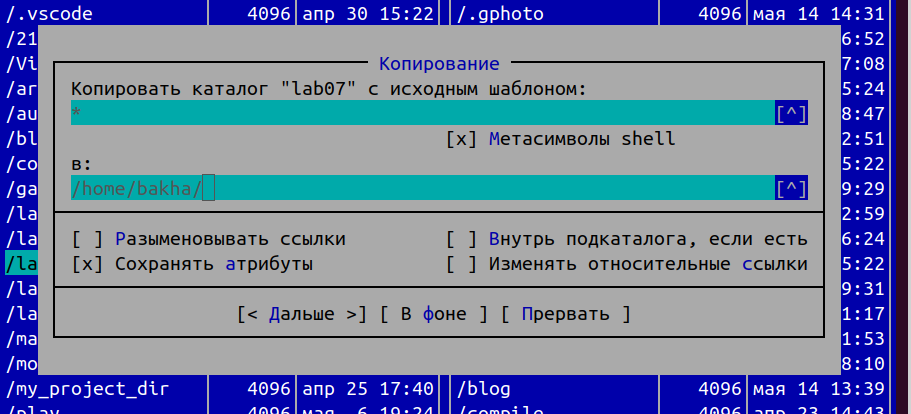 /.vscode 4096 апр 30 15:22 /.gphoto 4096 мая 14 14:31
/21 6:52
/Vi Копирование 7:08
/ar Копировать каталог "lab07" с исходным шаблоном: 5:24
/au * [^] 8:47
/bl [x] Метасимволы shell 2:51
/co в: 5:22
/ga /home/bakha/ [^] 9:29
/la 2:59
/la [ ] Разыменовывать ссылки [ ] Внутрь подкаталога, если есть 6:24
/la [x] Сохранять атрибуты [ ] Изменять относительные ссылки 5:22
/la 9:31
/la [< Дальше >] [ В фоне ] [ Прервать ] 1:17
/ma 1:53
/mo 8:10
/my_project_dir 4096 апр 25 17:40 /blog 4096 мая 14 13:39
/play 4096 мая 6 19:24 /compile 4096 апр 23 14:43